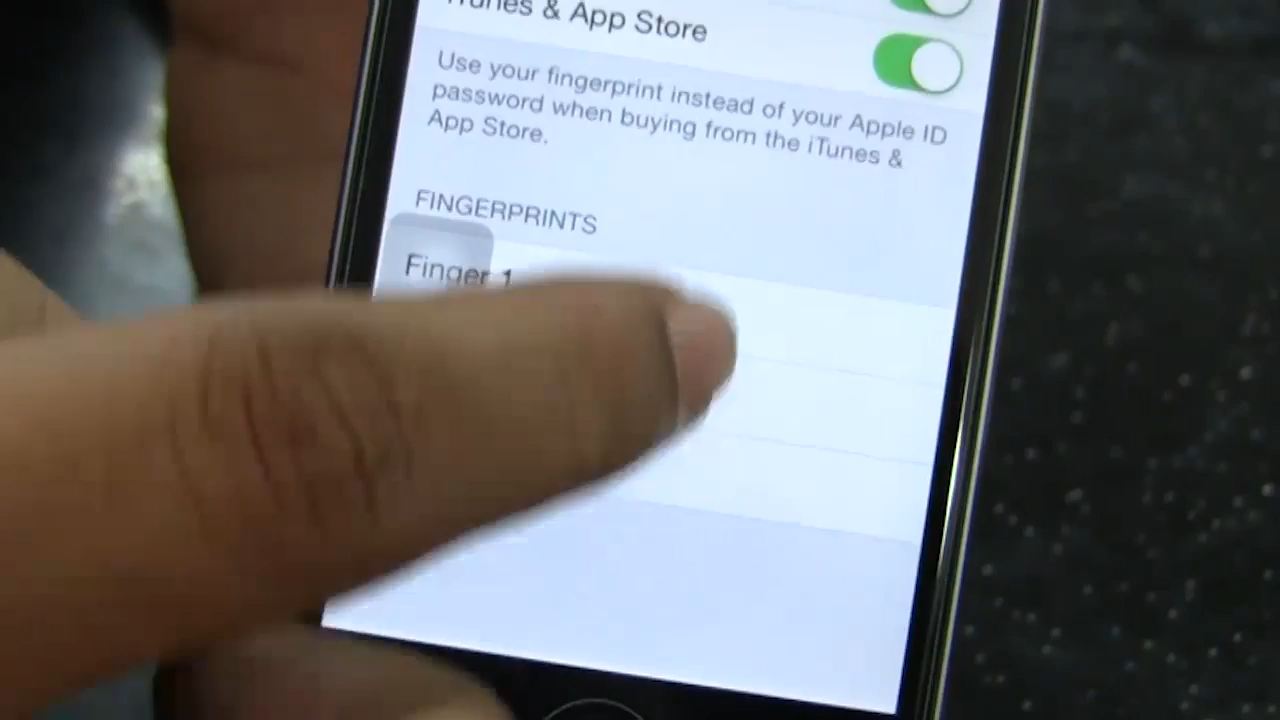 iTunes & App Store
Use your fingerprint instead of your Apple ID
password when buying from the iTunes &
App Store.
FINGERPRINTS
Finger 1